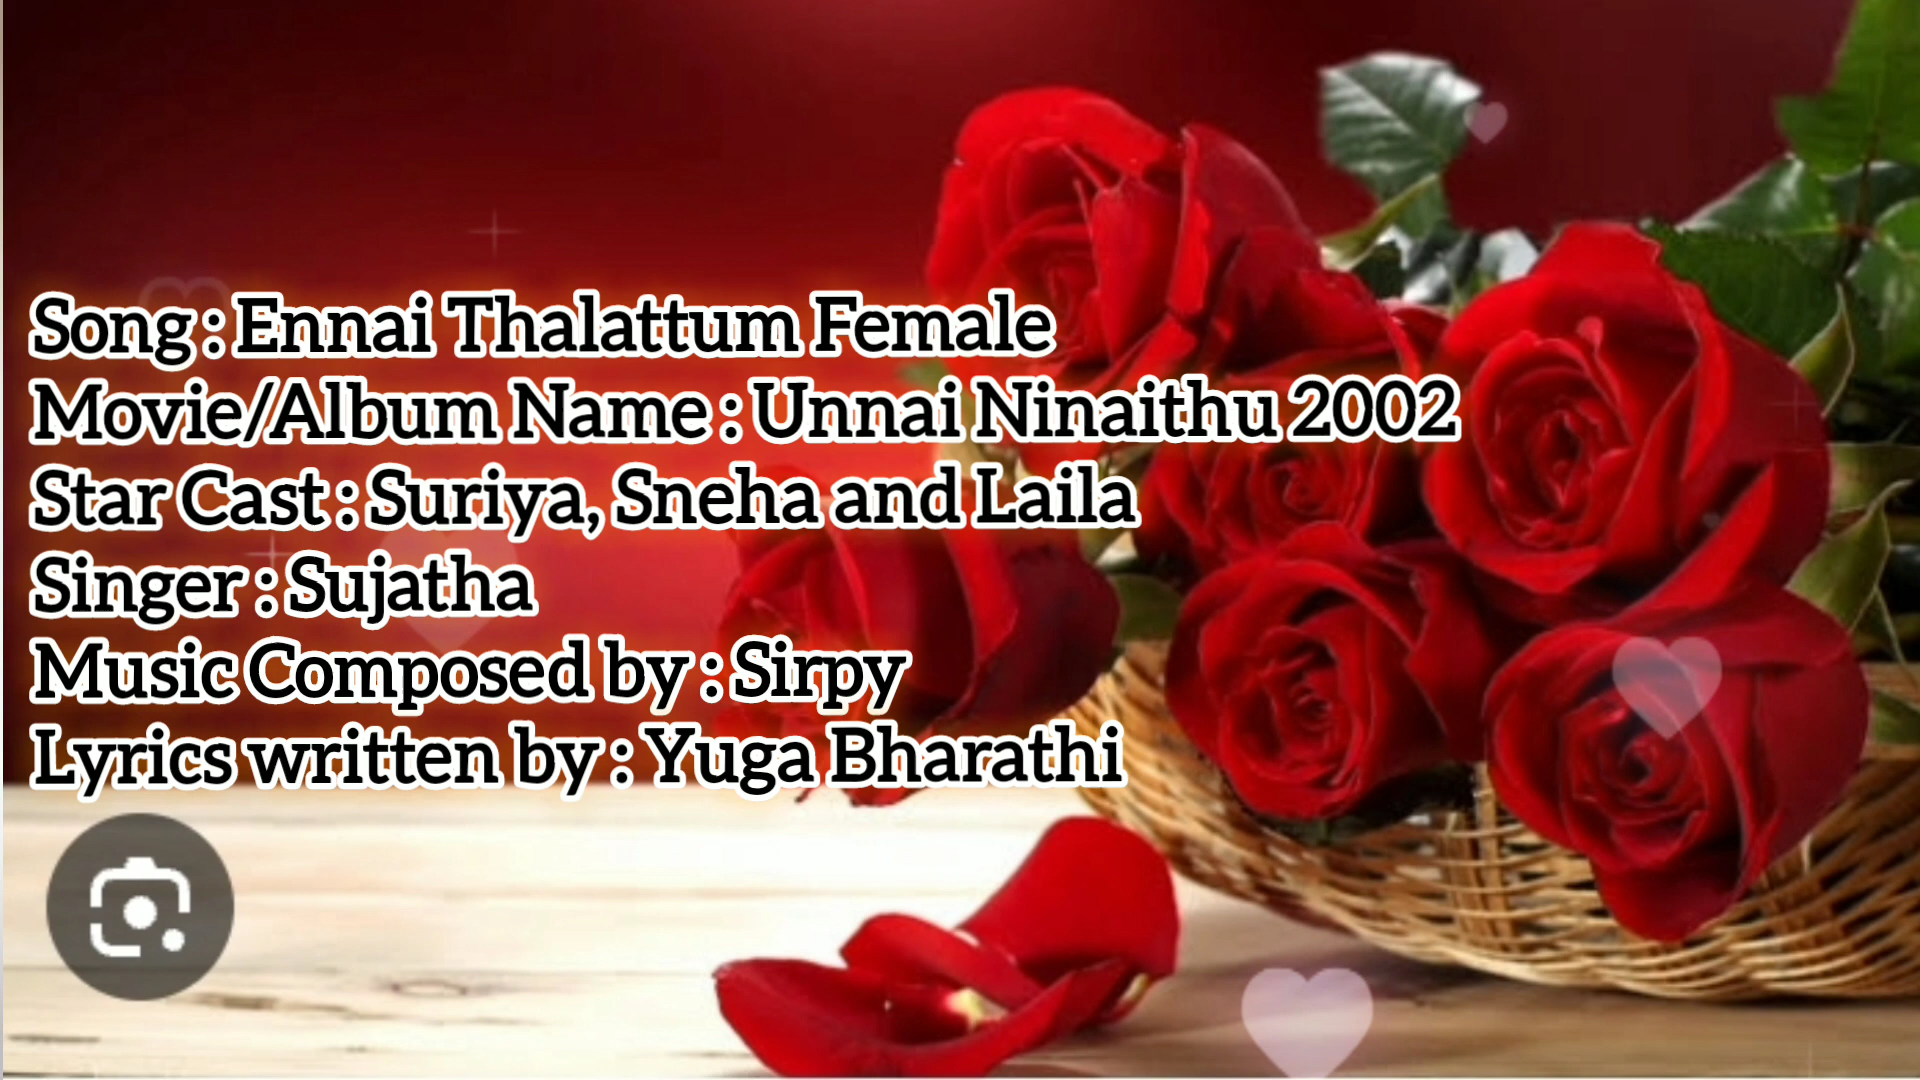 Song : Ennai Thalattum Female
Movie/Album Name : Unnai Ninaithu 2002
Star Cast : Suriya, Sneha and Laila
Singer : Sujatha
Music Composed by : Sirpy
Lyrics written by : Yuga Bharathi